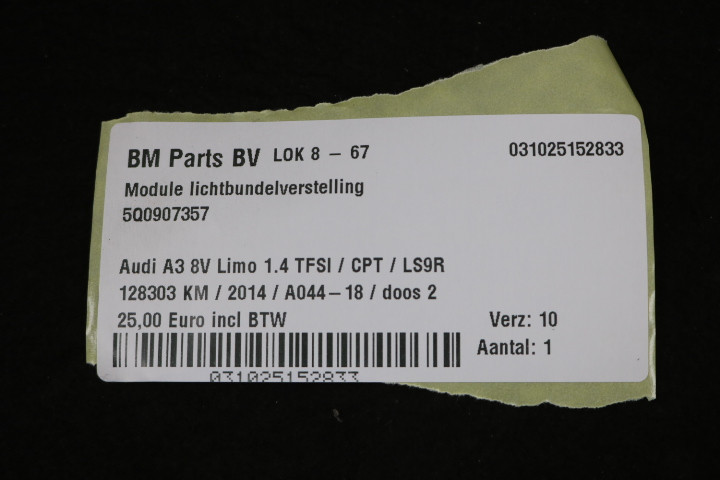 BM Parts BV LOK 8 – 67 031025152833
Module lichtbundelverstelling
5Q0907357
Audi A3 8V Limo 1.4 TFSI / CPT / LS9R
128303 KM / 2014 / A044–18 / doos 2
25,00 Euro incl BTW Verz: 10
Aantal: 1
031025152833